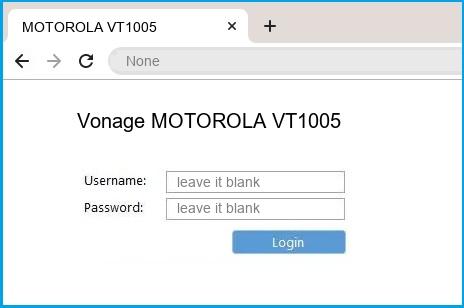 MOTOROLA VT1005
None
Vonage MOTOROLA VT1005
Username: leave it blank
Password: leave it blank
Login